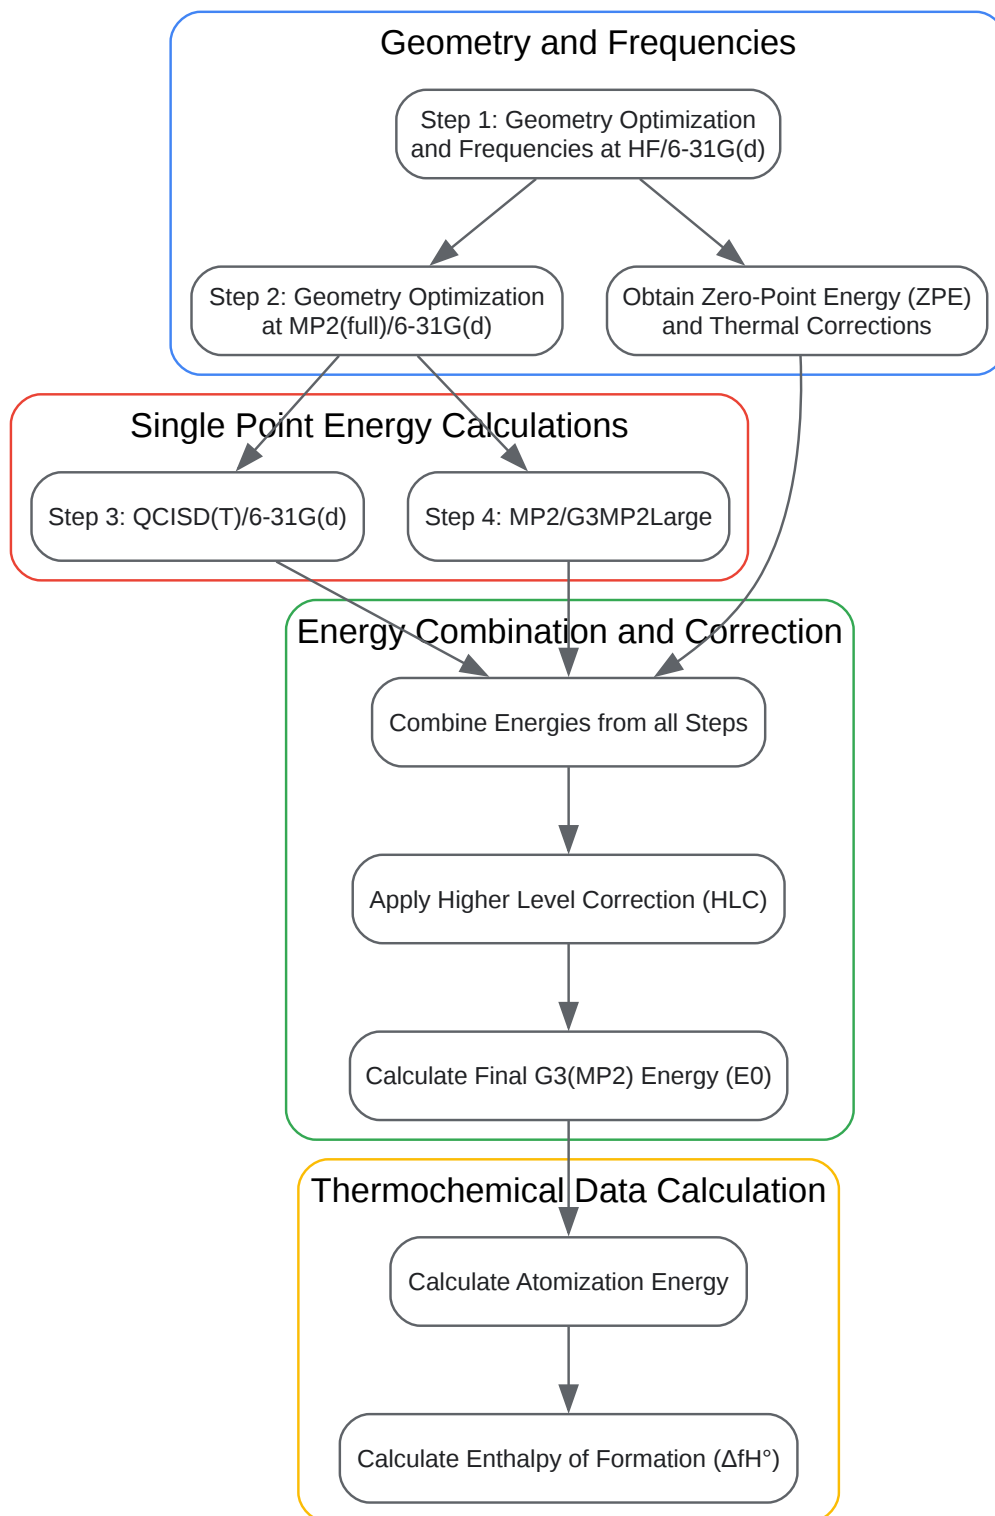 Geometry and Frequencies
Step 1: Geometry Optimization
and Frequencies at HF/6-31G(d)
Step 2: Geometry Optimization
at MP2(full)/6-31G(d)
Obtain Zero-Point Energy (ZPE)
and Thermal Corrections
Single Point Energy Calculations
Step 3: QCISD(T)/6-31G(d)
Step 4: MP2/G3MP2Large
Energy Combination and Correction
Combine Energies from all Steps
Apply Higher Level Correction (HLC)
Calculate Final G3(MP2) Energy (E0)
Thermochemical Data Calculation
Calculate Atomization Energy
Calculate Enthalpy of Formation (ΔfH°)